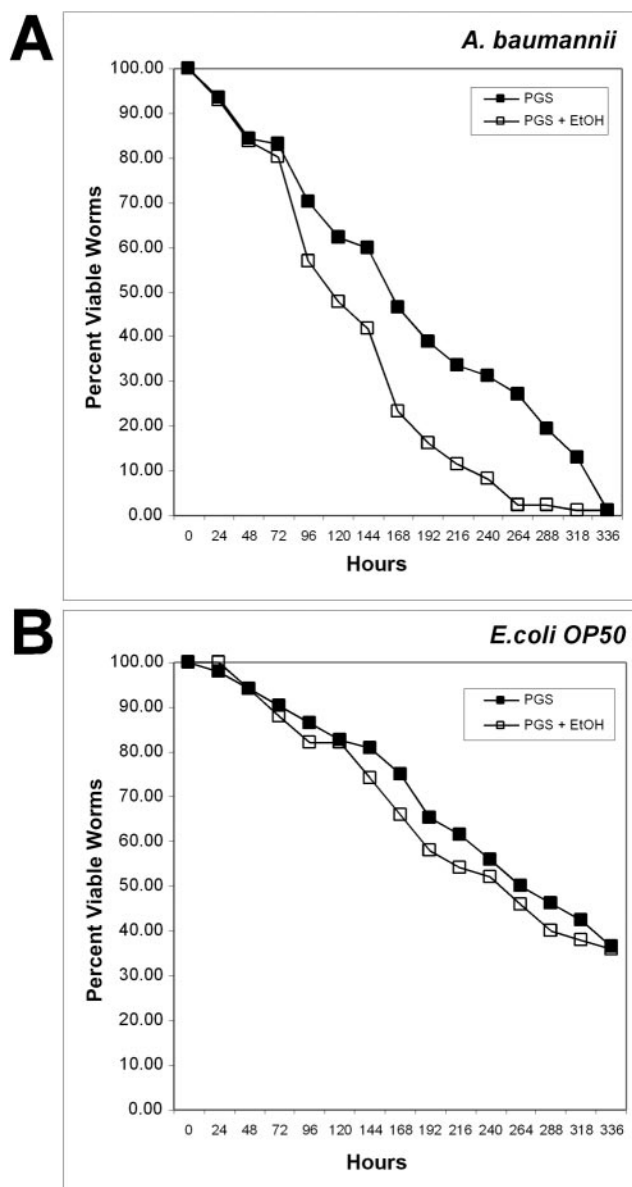 A
A. baumannii
100.00
90.00
80.00
70.00
60.00
50.00
40.00
30.00
20.00
10.00
0.00
Percent Viable Worms
PGS
PGS + EtOH
0 24 48 72 96 120 144 168 192 216 240 264 288 318 336
Hours
B
E.coli OP50
100.00
90.00
80.00
70.00
60.00
50.00
40.00
30.00
20.00
10.00
0.00
Percent Viable Worms
PGS
PGS + EtOH
0 24 48 72 96 120 144 168 192 216 240 264 288 318 336
Hours